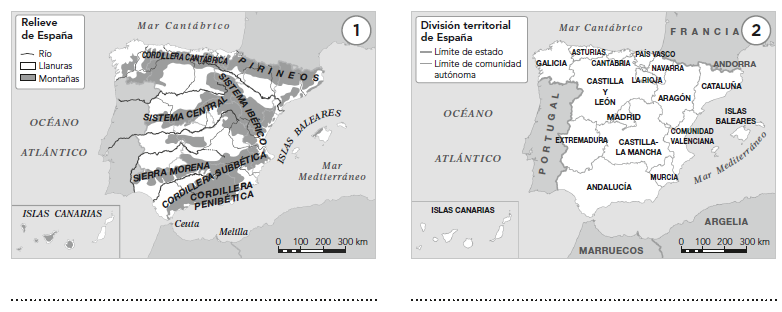 Relieve
de España
Río
Llanuras
Montañas
1
Mar Cantábrico
CORDILLERA CANTÁBRICA
PIRINEOS
SISTEMA IBÉRICO
SISTEMA CENTRAL
OCÉANO
ATLÁNTICO
ISLAS BALEARES
SIERRA MORENA
CORDILLERA SUBBÉTICA
CORDILLERA
PENIBÉTICA
Mar
Mediterráneo
ISLAS CANARIAS
Ceuta
Melilla
0 100 200 300 km
División territorial
de España
Límite de estado
Límite de comunidad
autónoma
2
Mar Cantábrico
FRANCIA
ASTURIAS
PAÍS VASCO
GALICIA
CANTABRIA
NAVARRA
ANDORRA
LA RIOJA
CASTILLA
Y
LEÓN
CATALUÑA
ARAGÓN
MADRID
OCÉANO
ATLÁNTICO
PORTUGAL
ISLAS
BALEARES
EXTREMADURA
CASTILLA-
LA MANCHA
COMUNIDAD
VALENCIANA
Mar Mediterráneo
MURCIA
ANDALUCÍA
ISLAS CANARIAS
ARGELIA
MARRUECOS
0 100 200 300 km